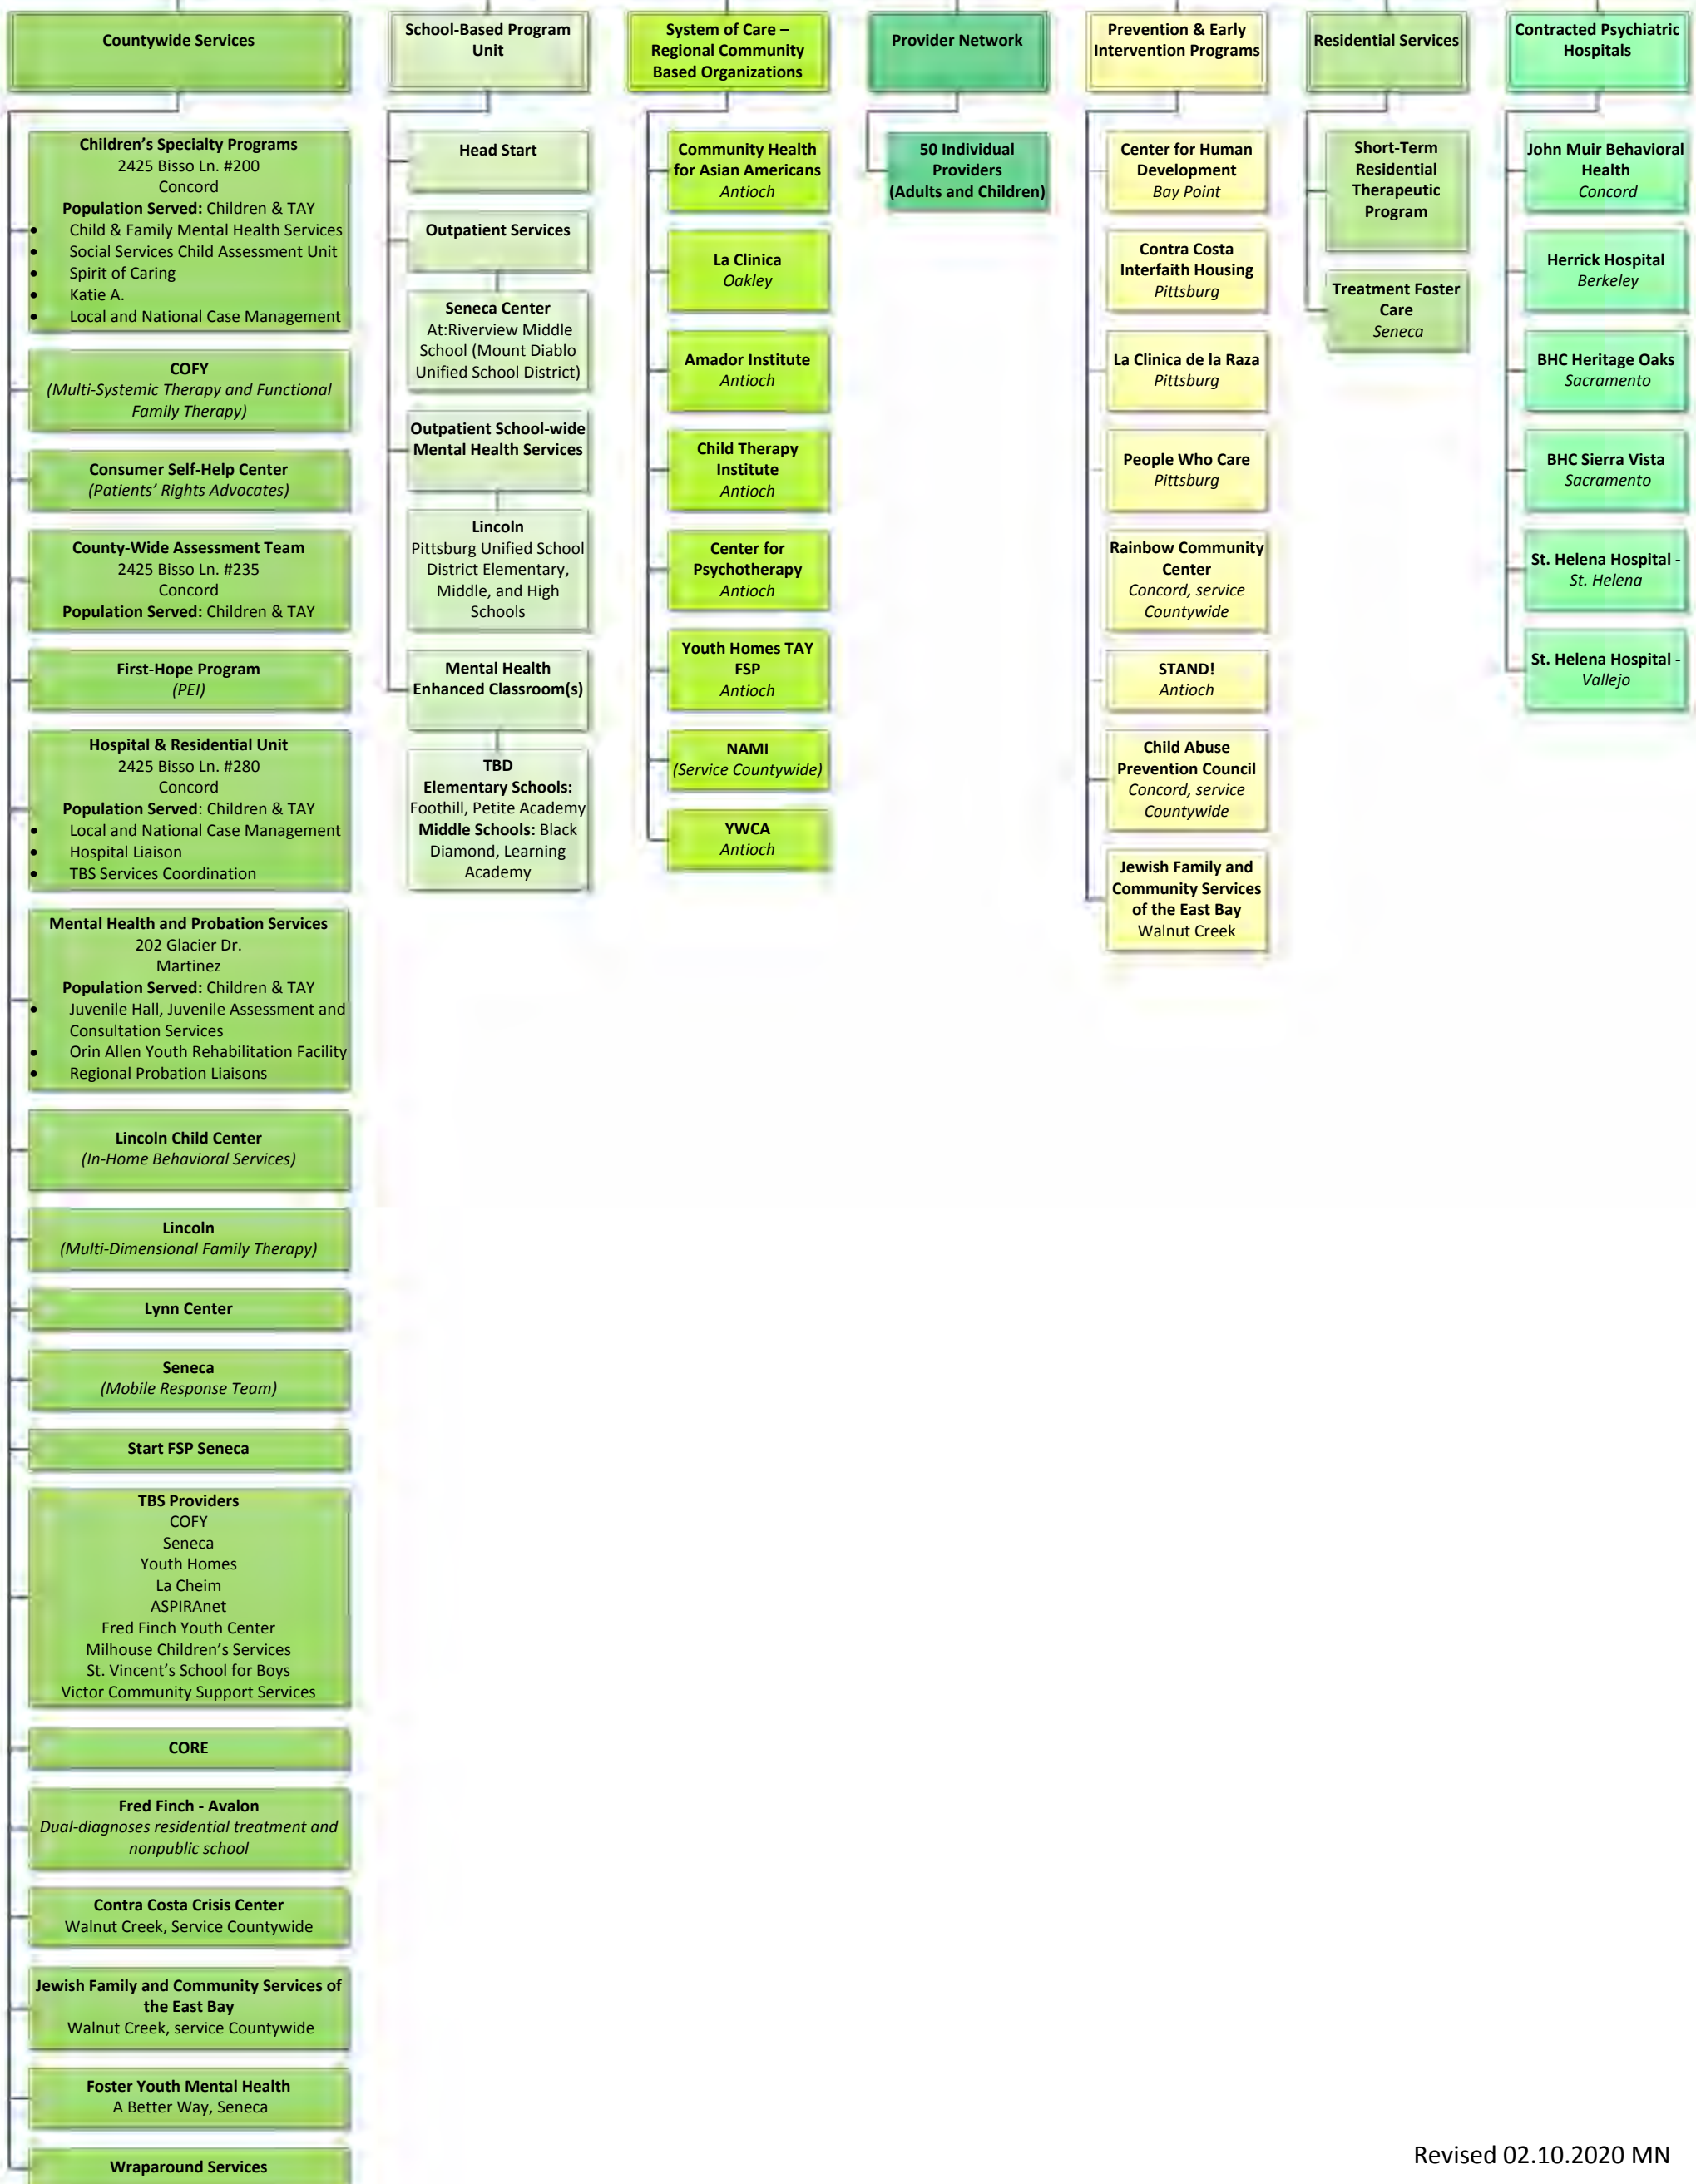 Countywide Services
Children's Specialty Programs
2425 Bisso Ln. #200
Concord
Population Served: Children & TAY
• Child & Family Mental Health Services
• Social Services Child Assessment Unit
• Spirit of Caring
• Katie A.
• Local and National Case Management
COFY
(Multi-Systemic Therapy and Functional
Family Therapy)
Consumer Self-Help Center
(Patients' Rights Advocates)
County-Wide Assessment Team
2425 Bisso Ln. #235
Concord
Population Served: Children & TAY
First-Hope Program
(PEI)
Hospital & Residential Unit
2425 Bisso Ln. #280
Concord
Population Served: Children & TAY
• Local and National Case Management
• Hospital Liaison
• TBS Services Coordination
Mental Health and Probation Services
202 Glacier Dr.
Martinez
Population Served: Children & TAY
• Juvenile Hall, Juvenile Assessment and
Consultation Services
• Orin Allen Youth Rehabilitation Facility
• Regional Probation Liaisons
Lincoln Child Center
(In-Home Behavioral Services)
Lincoln
(Multi-Dimensional Family Therapy)
Lynn Center
Seneca
(Mobile Response Team)
Start FSP Seneca
TBS Providers
COFY
Seneca
Youth Homes
La Cheim
ASPIRAnet
Fred Finch Youth Center
Milhouse Children's Services
St. Vincent's School for Boys
Victor Community Support Services
CORE
Fred Finch - Avalon
Dual-diagnoses residential treatment and
nonpublic school
Contra Costa Crisis Center
Walnut Creek, Service Countywide
Jewish Family and Community Services of
the East Bay
Walnut Creek, service Countywide
Foster Youth Mental Health
A Better Way, Seneca
Wraparound Services
School-Based Program
Unit
Head Start
Outpatient Services
Seneca Center
At:Riverview Middle
School (Mount Diablo
Unified School District)
Outpatient School-wide
Mental Health Services
Lincoln
Pittsburg Unified School
District Elementary,
Middle, and High
Schools
Mental Health
Enhanced Classroom(s)
TBD
Elementary Schools:
Foothill, Petite Academy
Middle Schools: Black
Diamond, Learning
Academy
System of Care –
Regional Community
Based Organizations
Community Health
for Asian Americans
Antioch
La Clinica
Oakley
Amador Institute
Antioch
Child Therapy
Institute
Antioch
Center for
Psychotherapy
Antioch
Youth Homes TAY
FSP
Antioch
NAMI
(Service Countywide)
YWCA
Antioch
Provider Network
50 Individual
Providers
(Adults and Children)
Prevention & Early
Intervention Programs
Center for Human
Development
Bay Point
Contra Costa
Interfaith Housing
Pittsburg
La Clinica de la Raza
Pittsburg
People Who Care
Pittsburg
Rainbow Community
Center
Concord, service
Countywide
STAND!
Antioch
Child Abuse
Prevention Council
Concord, service
Countywide
Jewish Family and
Community Services
of the East Bay
Walnut Creek
Residential Services
Short-Term
Residential
Therapeutic
Program
Treatment Foster
Care
Seneca
Contracted Psychiatric
Hospitals
John Muir Behavioral
Health
Concord
Herrick Hospital
Berkeley
BHC Heritage Oaks
Sacramento
BHC Sierra Vista
Sacramento
St. Helena Hospital -
St. Helena
St. Helena Hospital -
Vallejo
Revised 02.10.2020 MN